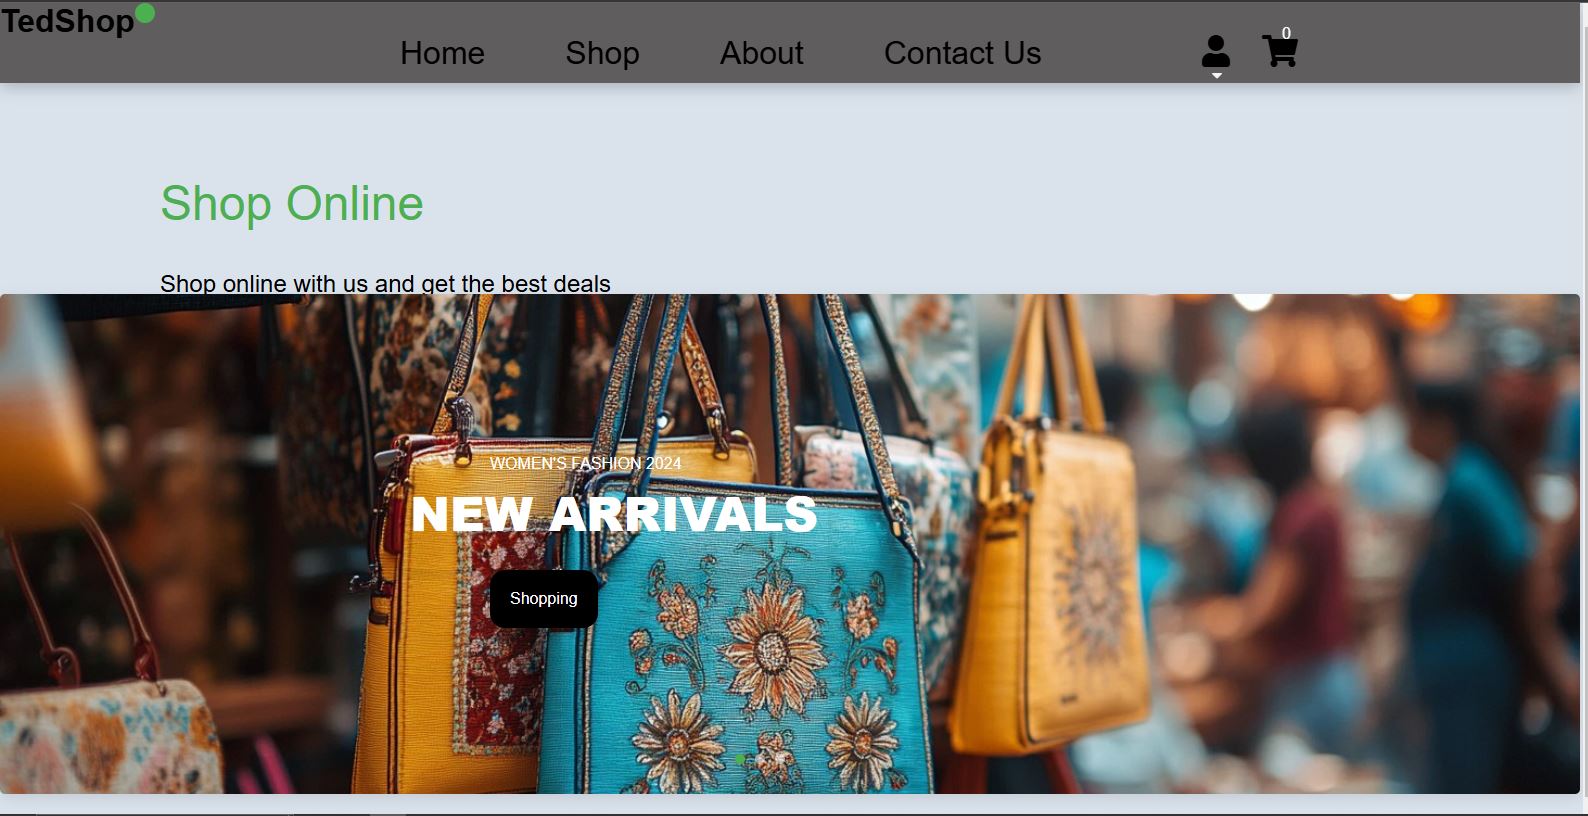 TedShop
Home Shop About Contact Us 0
Shop Online
Shop online with us and get the best deals
WOMEN'S FASHION 2024
NEW ARRIVALS
Shopping